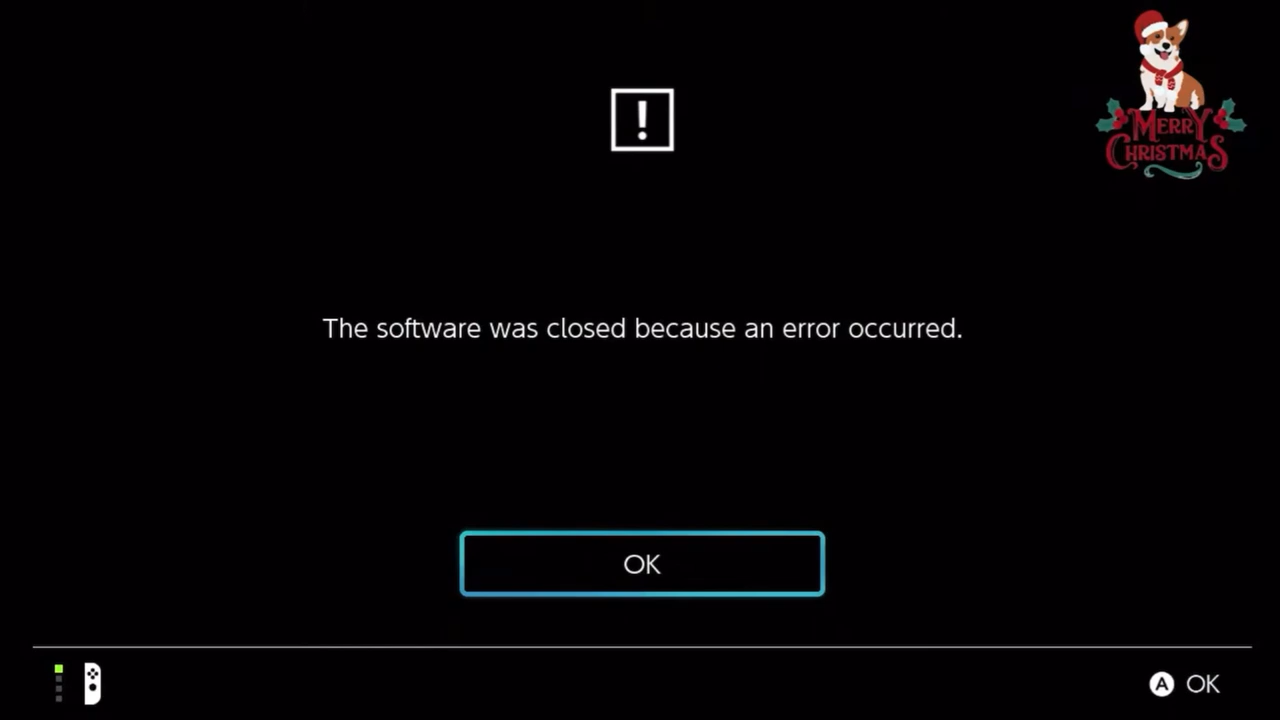 !
MERRY
CHRISTMAS
The software was closed because an error occurred.
OK
A OK